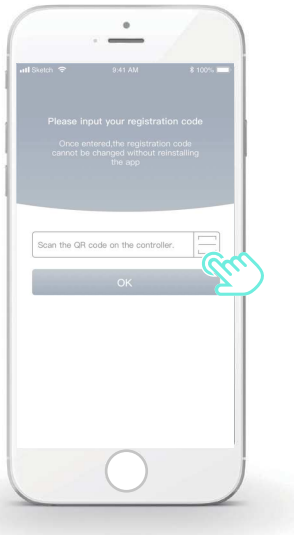 Sketch 9:41 AM 100%
Please input your registration code
Once entered,the registration code
cannot be changed without reinstalling
the app
Scan the QR code on the controller.
OK